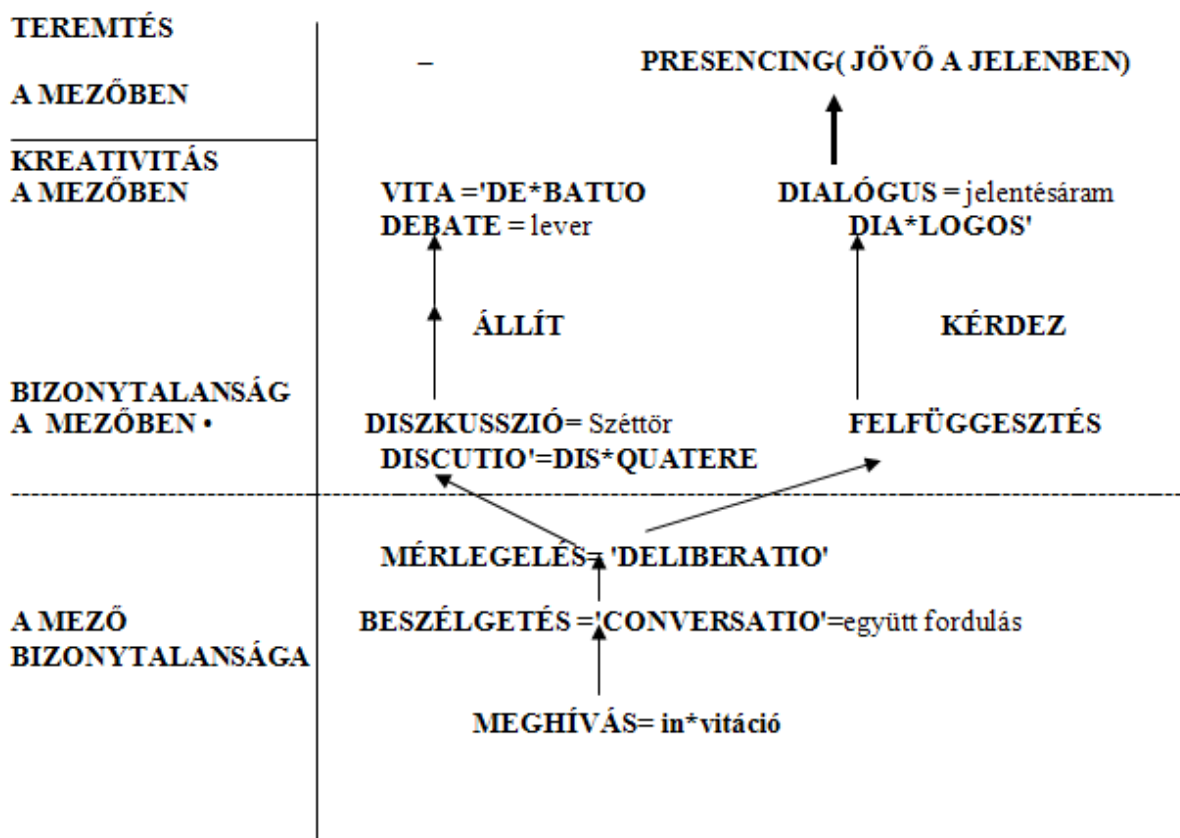 TEREMTÉS
– PRESENCING( JÖVŐ A JELENBEN)
A MEZŐBEN
KREATIVITÁS
A MEZŐBEN VITA ='DE*BATUO DIALÓGUS = jelentésáram
DEBATE = lever DIA*LOGOS'
ÁLLÍT KÉRDEZ
BIZONYTALANSÁG
A MEZŐBEN • DISZKUSSZIÓ= Széttör FELFÜGGESZTÉS
DISCUTIO'=DIS*QUATERE
MÉRLEGELÉS= 'DELIBERATIO'
A MEZŐ BESZÉLGETÉS ='CONVERSATIO'=együtt fordulás
BIZONYTALANSÁGA
MEGHÍVÁS= in*vitáció